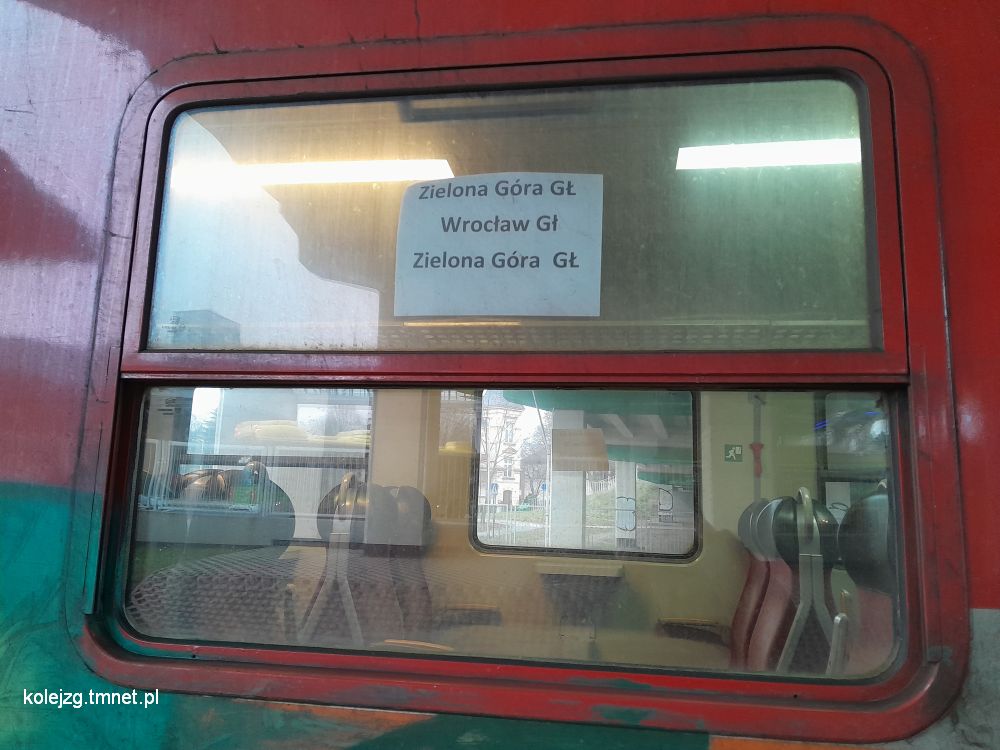 Zielona Góra GŁ
Wrocław Gł
Zielona Góra GŁ
kolejzg.tmnet.pl